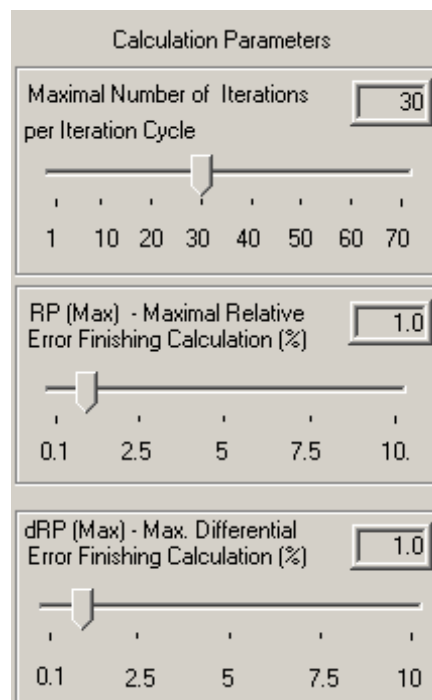 Calculation Parameters
Maximal Number of Iterations
30
per Iteration Cycle
1 10 20 30 40 50 60 70
RP (Max) - Maximal Relative
1.0
Error Finishing Calculation (%)
0.1 2.5 5 7.5 10.
dRP (Max) - Max. Differential
1.0
Error Finishing Calculation (%)
0.1 2.5 5 7.5 10